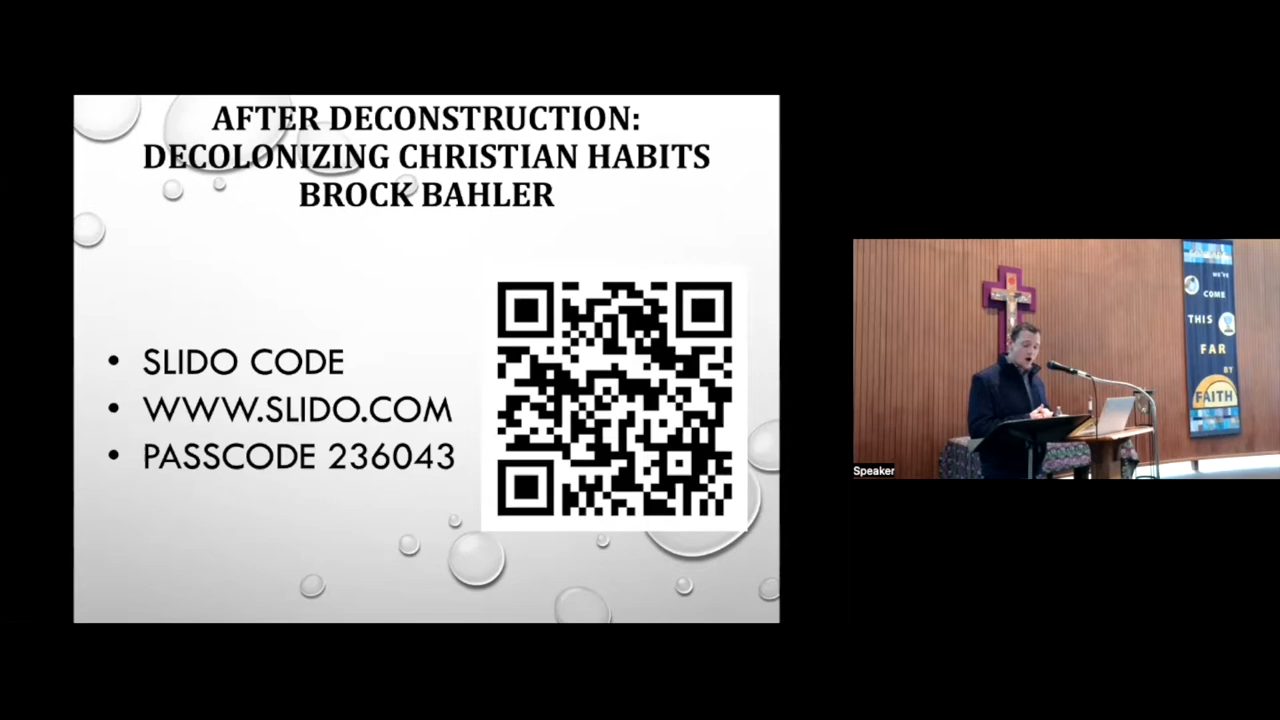 AFTER DECONSTRUCTION:
DECOLONIZING CHRISTIAN HABITS
BROCK BAHLER
• SLIDO CODE
• WWW.SLIDO.COM
• PASSCODE 236043
WE'VE
COME
THIS
FAR
BY
FAITH
Speaker